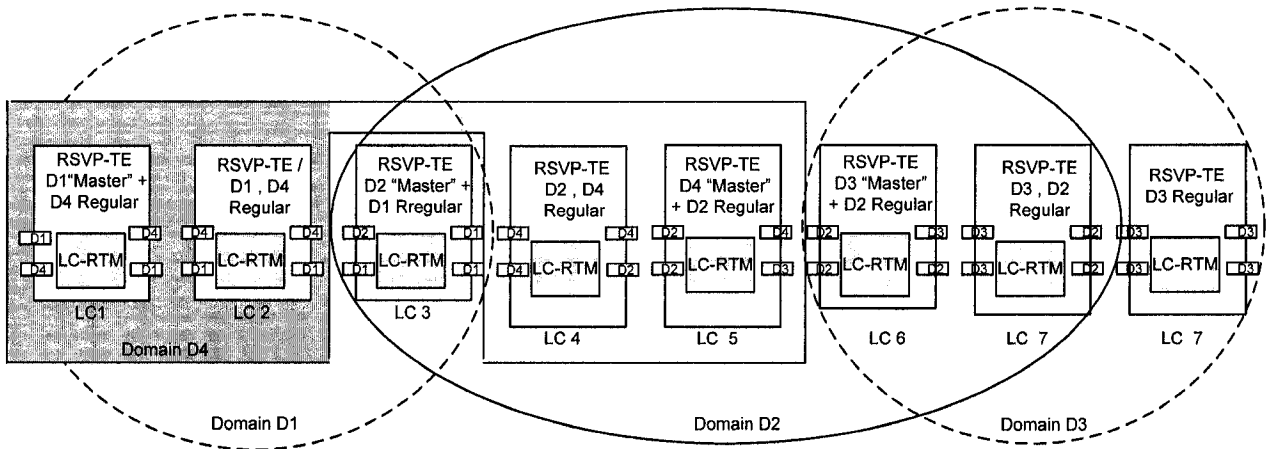 RSVP-TE
D1"Master" +
D4 Regular
D1
D4
D4
D1
LC-RTM
LC1
RSVP-TE /
D1 , D4
Regular
D4
D4
D1
D1
LC-RTM
LC 2
Domain D4
RSVP-TE
D2 "Master" +
D1 Rregular
D2
D1
D1
D1
LC-RTM
LC 3
RSVP-TE
D2 , D4
Regular
D4
D4
D4
D2
LC-RTM
LC 4
RSVP-TE
D4 "Master"
+ D2 Regular
D2
D4
D2
D3
LC-RTM
LC 5
RSVP-TE
D3 "Master"
+ D2 Regular
D2
D3
D2
D2
LC-RTM
LC 6
RSVP-TE
D3 , D2
Regular
D3
D2
D3
D2
LC-RTM
LC 7
RSVP-TE
D3 Regular
D3
D3
D3
D3
LC-RTM
LC 7
Domain D1
Domain D2
Domain D3